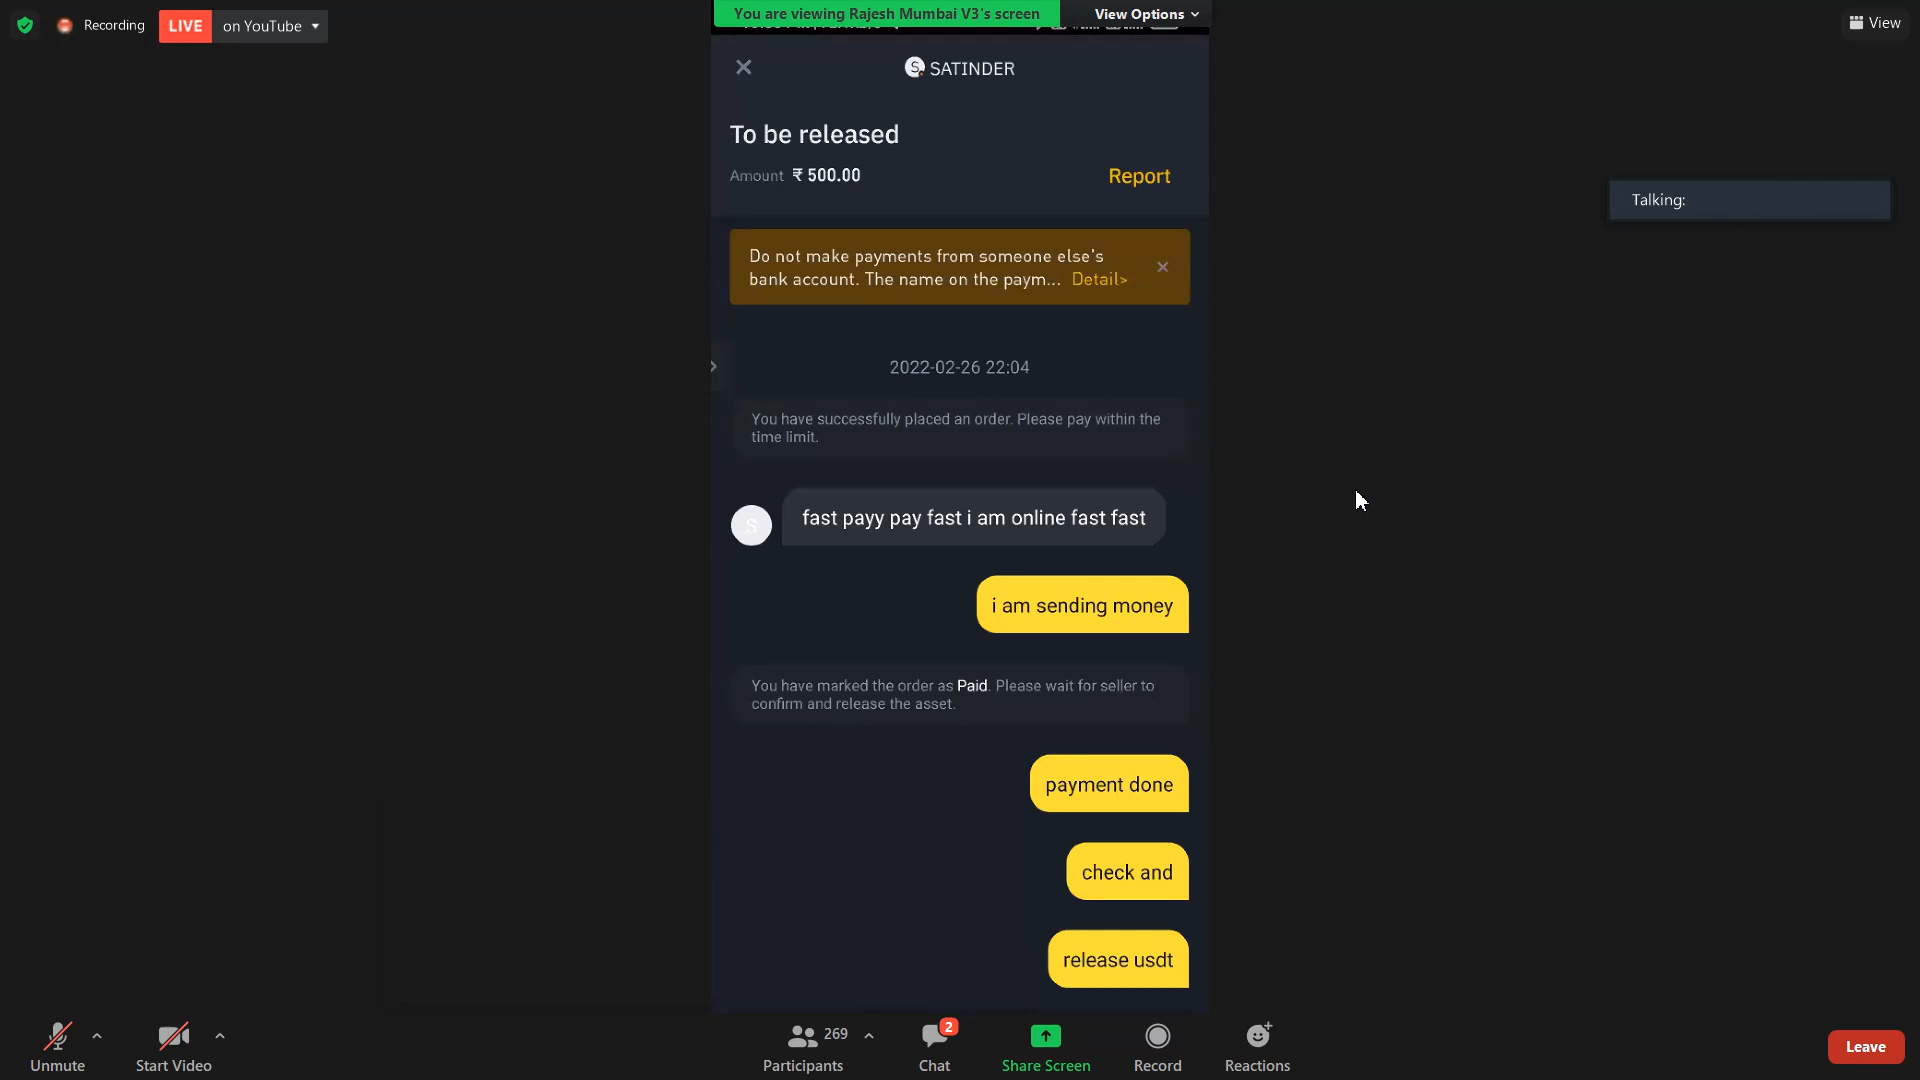 Recording
LIVE
on YouTube
You are viewing Rajesh Mumbai V3's screen
View Options
View
S SATINDER
To be released
Amount ₹ 500.00
Report
Talking:
Do not make payments from someone else's
bank account. The name on the paym... Detail>
2022-02-26 22:04
You have successfully placed an order. Please pay within the
time limit.
S
fast payy pay fast i am online fast fast
i am sending money
You have marked the order as Paid. Please wait for seller to
confirm and release the asset.
payment done
check and
release usdt
Unmute
Start Video
269
Participants
2
Chat
Share Screen
Record
Reactions
Leave